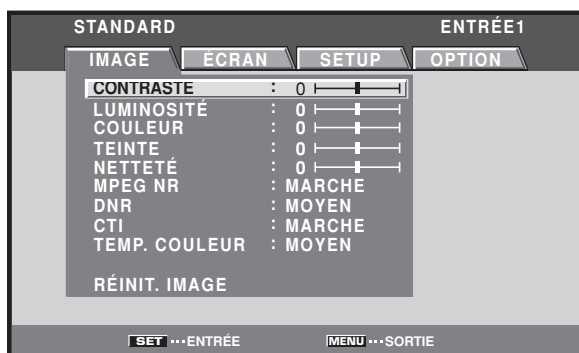 STANDARD ENTRÉE1
IMAGE ÉCRAN SETUP OPTION
CONTRASTE : 0
LUMINOSITÉ : 0
COULEUR : 0
TEINTE : 0
NETTETÉ : 0
MPEG NR : MARCHE
DNR : MOYEN
CTI : MARCHE
TEMP. COULEUR : MOYEN
RÉINIT. IMAGE
SET ···ENTRÉE MENU ···SORTIE